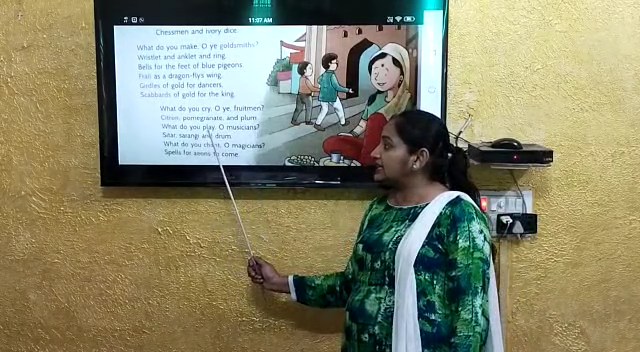 11:07 AM
Chessmen and ivory dice.
What do you make, O ye goldsmiths?
Wristlet and anklet and ring,
Bells for the feet of blue pigeons,
Frail as a dragon-fly's wing,
Girdles of gold for dancers,
Scabbards of gold for the king.
What do you cry, O ye fruitmen?
Citron, pomegranate, and plum.
What do you play, O musicians?
Sitar, sarangi and drum.
What do you chant, O magicians?
Spells for aeons to come.